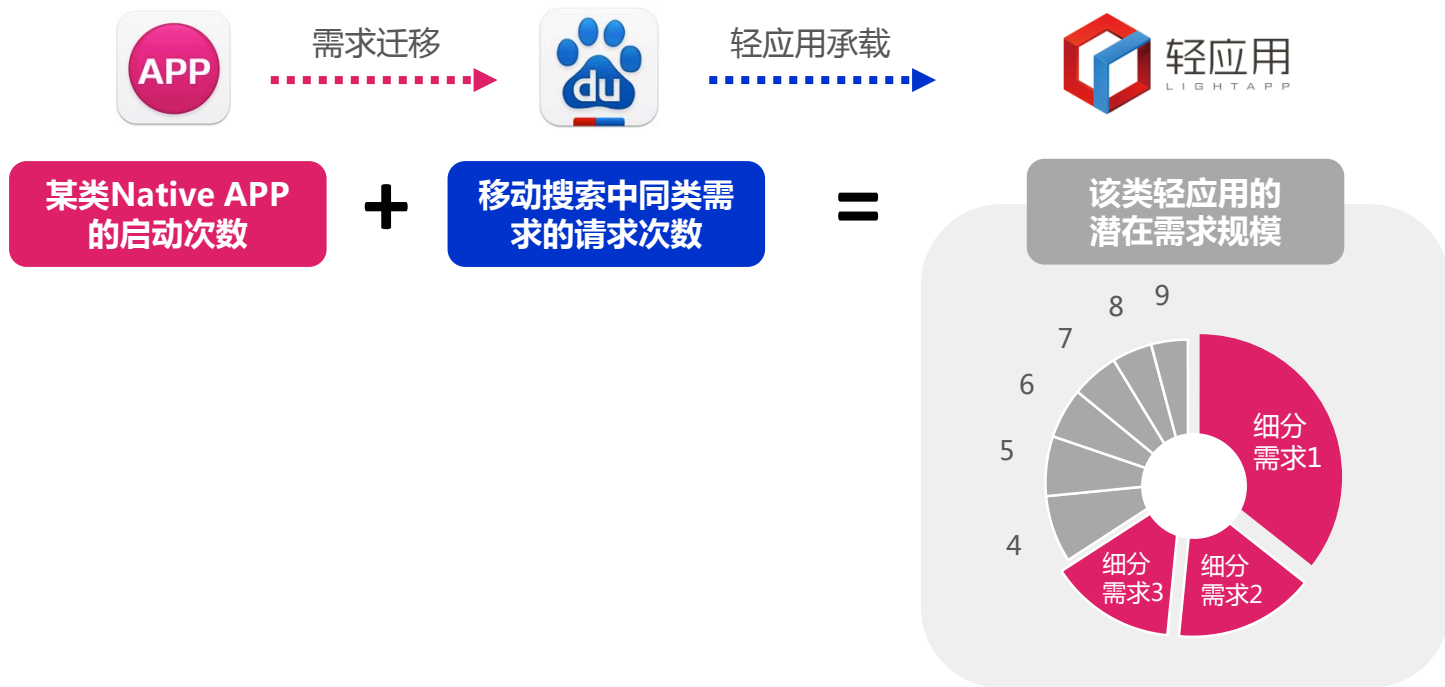 APP
需求迁移
du
轻应用承载
轻应用
LIGHTAPP
某类Native APP
的启动次数
+
移动搜索中同类需
求的请求次数
=
该类轻应用的
潜在需求规模
9
8
7
6
5
4
细分
需求1
细分
需求3
细分
需求2